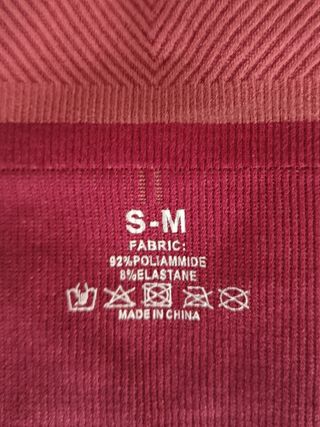 S-M
FABRIC:
92%POLIAMMIDE
8%ELASTANE
MADE IN CHINA